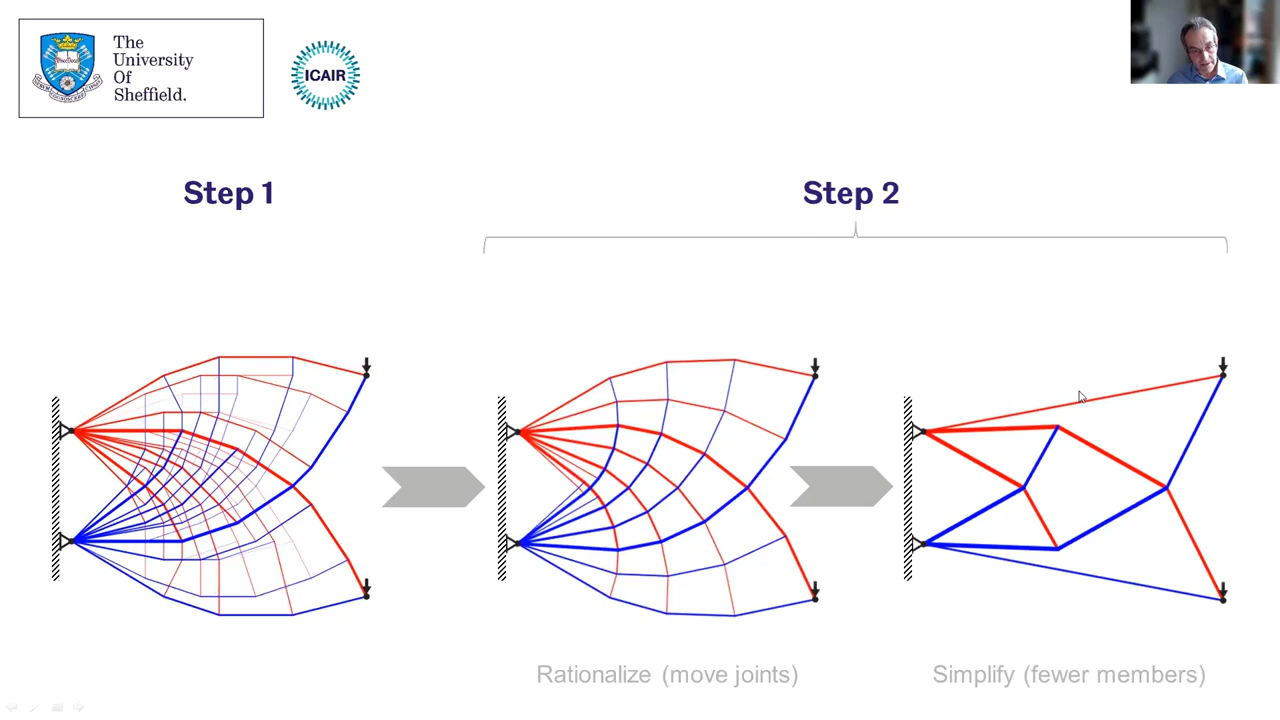 The
University
Of
Sheffield.
ICAIR
Step 1
Step 2
Rationalize (move joints)
Simplify (fewer members)